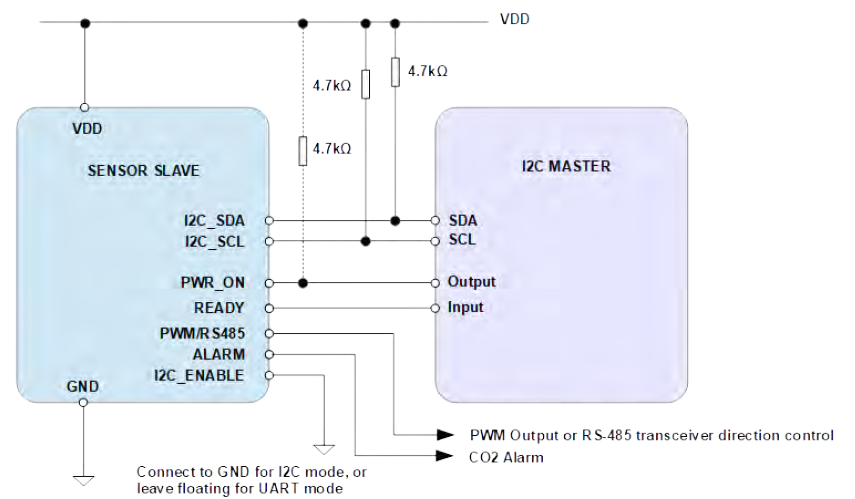 VDD
4.7kΩ
4.7kΩ
4.7kΩ
VDD
SENSOR SLAVE
I2C MASTER
I2C_SDA
SDA
I2C_SCL
SCL
PWR_ON
Output
READY
Input
PWM/RS485
ALARM
I2C_ENABLE
GND
PWM Output or RS-485 transceiver direction control
CO2 Alarm
Connect to GND for I2C mode, or
leave floating for UART mode